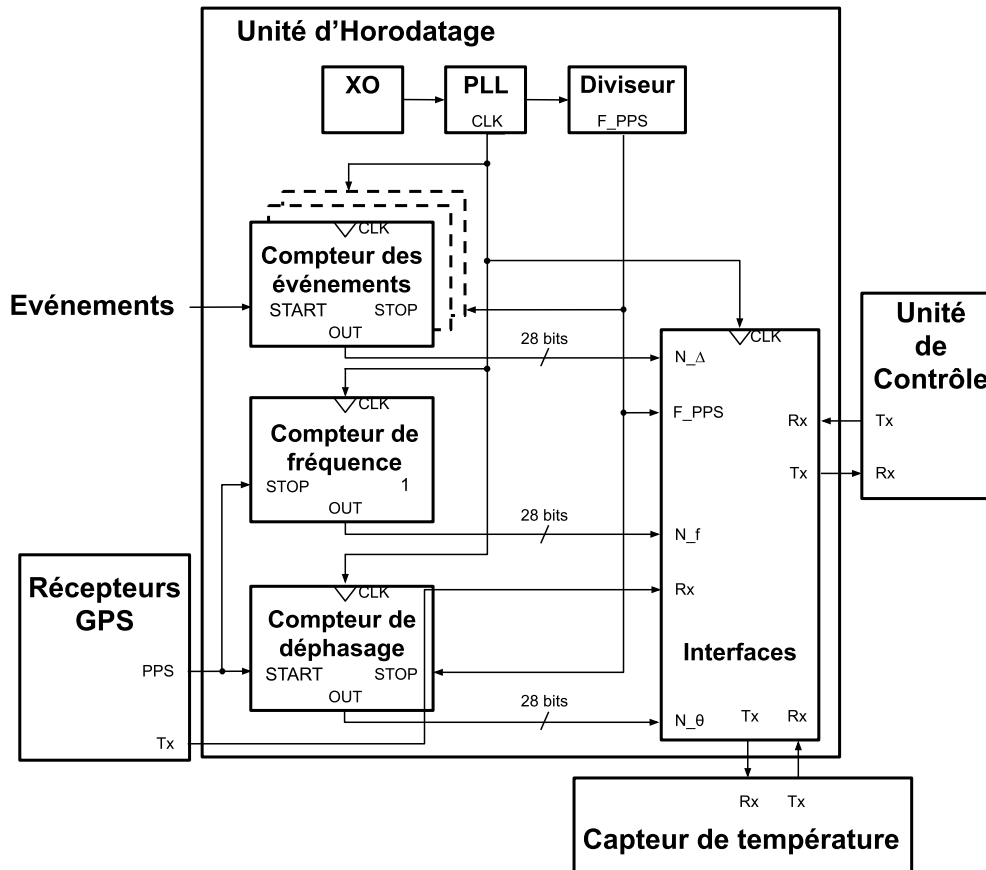 Unité d'Horodatage
XO
PLL
CLK
Diviseur
F_PPS
CLK
Compteur des
événements
START
STOP
OUT
Evénements
28 bits
CLK
Compteur de
fréquence
STOP
1
OUT
28 bits
CLK
Compteur de
déphasage
START
STOP
OUT
28 bits
Récepteurs
GPS
PPS
Tx
CLK
N_Δ
F_PPS
N_f
Rx
N_θ
Rx
Tx
Interfaces
Tx
Rx
Unité
de
Contrôle
Tx
Rx
Rx
Tx
Capteur de température